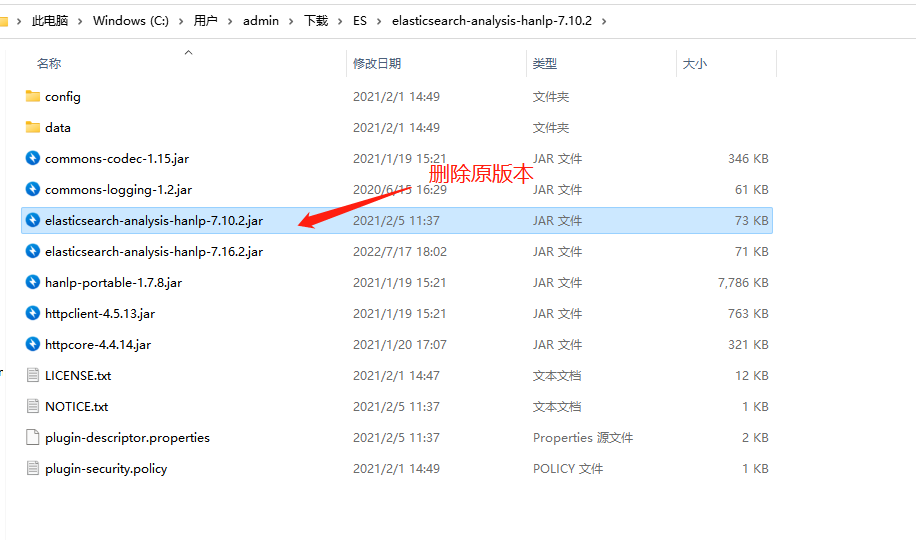 此电脑 > Windows (C:) > 用户 > admin > 下载 > ES > elasticsearch-analysis-hanlp-7.10.2 >
名称 修改日期 类型 大小
config 2021/2/1 14:49 文件夹
data 2021/2/1 14:49 文件夹
commons-codec-1.15.jar 2021/1/19 15:21 JAR 文件 346 KB
删除原版本
commons-logging-1.2.jar 2020/6/15 16:29 JAR 文件 61 KB
elasticsearch-analysis-hanlp-7.10.2.jar 2021/2/5 11:37 JAR 文件 73 KB
elasticsearch-analysis-hanlp-7.16.2.jar 2022/7/17 18:02 JAR 文件 71 KB
hanlp-portable-1.7.8.jar 2021/1/19 15:21 JAR 文件 7,786 KB
httpclient-4.5.13.jar 2021/1/19 15:21 JAR 文件 763 KB
httpcore-4.4.14.jar 2021/1/20 17:07 JAR 文件 321 KB
LICENSE.txt 2021/2/1 14:47 文本文档 12 KB
NOTICE.txt 2021/2/5 11:37 文本文档 1 KB
plugin-descriptor.properties 2021/2/5 11:37 Properties 源文件 2 KB
plugin-security.policy 2021/2/1 14:49 POLICY 文件 1 KB